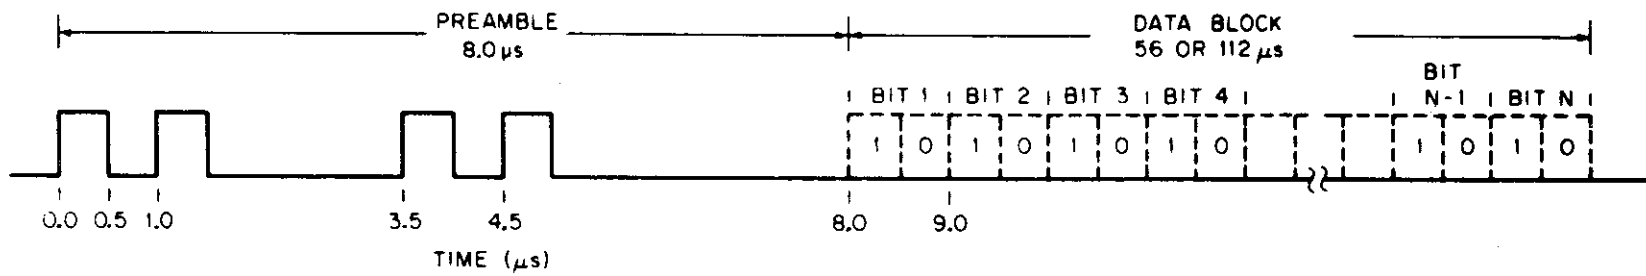 PREAMBLE
8.0 μs
DATA BLOCK
56 OR 112 μs
BIT 1 BIT 2 BIT 3 BIT 4 BIT N-1 BIT N
1 0 1 0 1 0 1 0 1 0 1 0
0.0 0.5 1.0 3.5 4.5 8.0 9.0
TIME (μs)